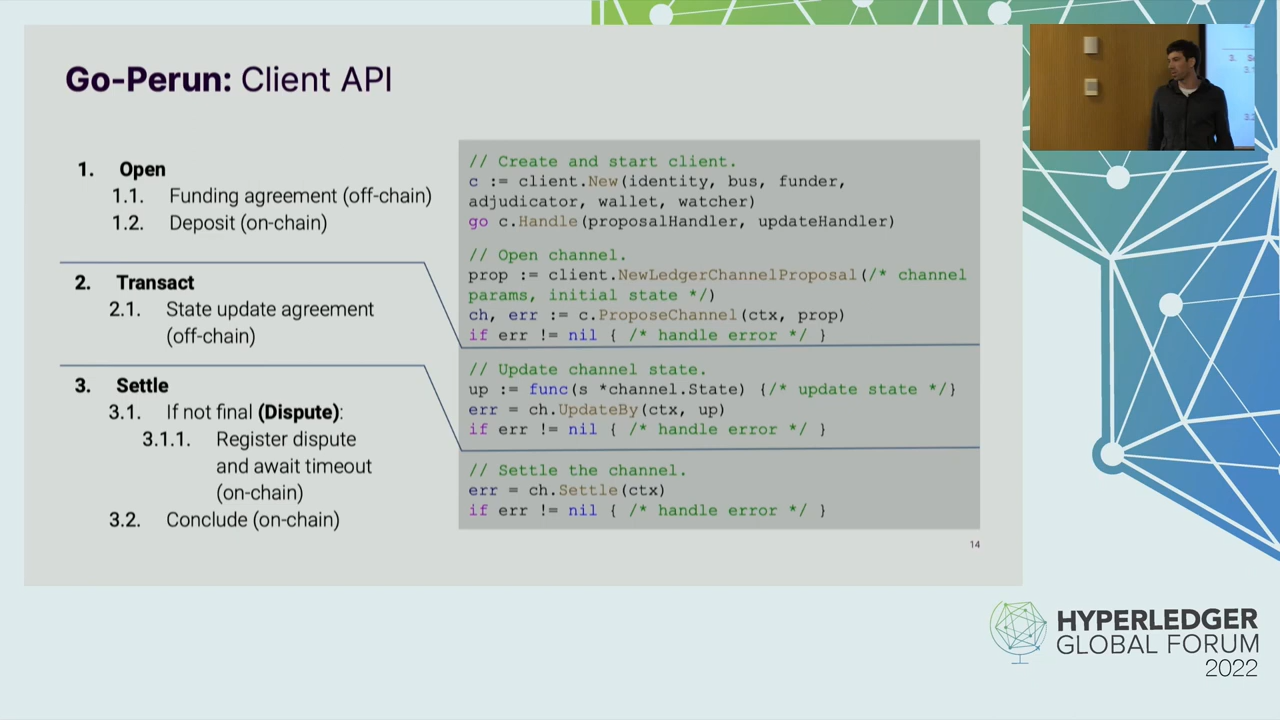 Go-Perun: Client API
1. Open
1.1. Funding agreement (off-chain)
1.2. Deposit (on-chain)
2. Transact
2.1. State update agreement
(off-chain)
3. Settle
3.1. If not final (Dispute):
3.1.1. Register dispute
and await timeout
(on-chain)
3.2. Conclude (on-chain)
// Create and start client.
c := client.New(identity, bus, funder,
adjudicator, wallet, watcher)
go c.Handle(proposalHandler, updateHandler)
// Open channel.
prop := client.NewLedgerChannelProposal(/* channel
params, initial state */)
ch, err := c.ProposeChannel(ctx, prop)
if err != nil { /* handle error */ }
// Update channel state.
up := func(s *channel.State) {/* update state */}
err = ch.UpdateBy(ctx, up)
if err != nil { /* handle error */ }
// Settle the channel.
err = ch.Settle(ctx)
if err != nil { /* handle error */ }
14
HYPERLEDGER
GLOBAL FORUM
2022